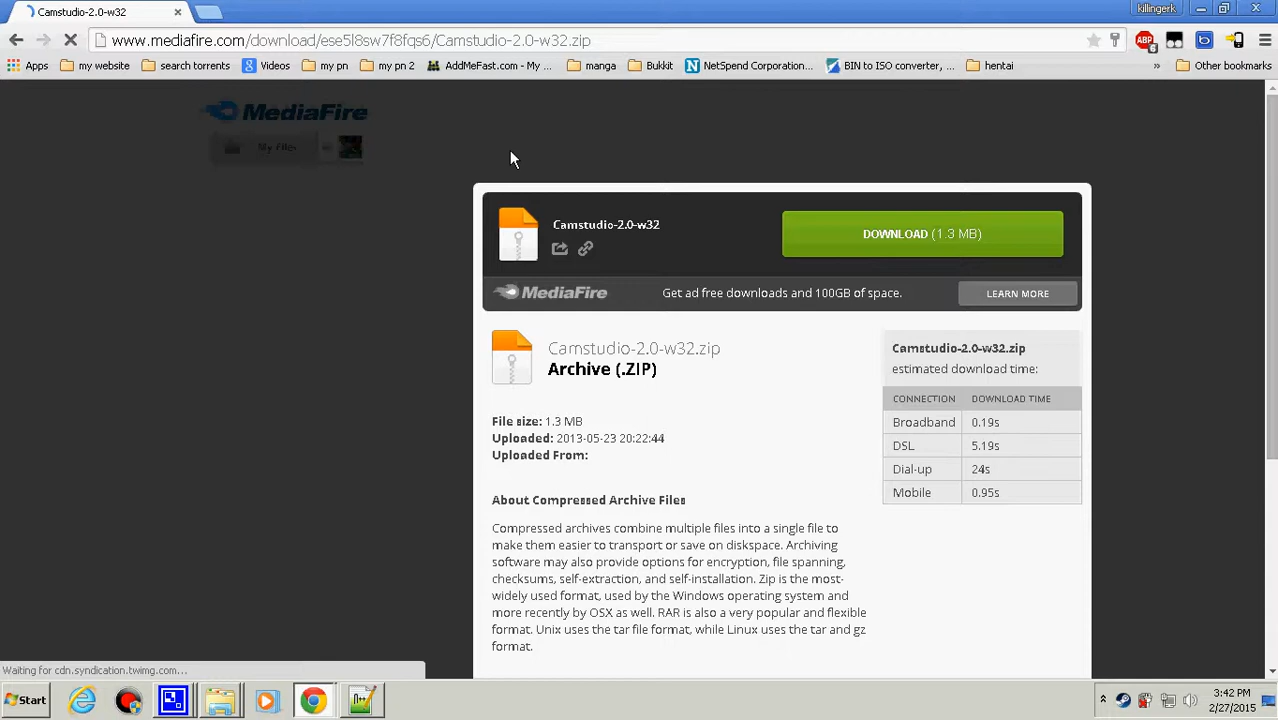 Camstudio-2.0-w32
killingerk
www.mediafire.com/download/ese5l8sw7f8fqs6/Camstudio-2.0-w32.zip
ABP
6
Apps
my website
search torrents
Videos
my pn
my pn 2
AddMeFast.com - My ...
manga
Bukkit
NetSpend Corporation...
BIN to ISO converter, ...
hentai
»
Other bookmarks
MediaFire
My Files
Camstudio-2.0-w32
DOWNLOAD (1.3 MB)
MediaFire
Get ad free downloads and 100GB of space.
LEARN MORE
Camstudio-2.0-w32.zip
Archive (.ZIP)
File size: 1.3 MB
Uploaded: 2013-05-23 20:22:44
Uploaded From:
Camstudio-2.0-w32.zip
estimated download time:
CONNECTION DOWNLOAD TIME
Broadband 0.19s
DSL 5.19s
Dial-up 24s
Mobile 0.95s
About Compressed Archive Files
Compressed archives combine multiple files into a single file to
make them easier to transport or save on diskspace. Archiving
software may also provide options for encryption, file spanning,
checksums, self-extraction, and self-installation. Zip is the most-
widely used format, used by the Windows operating system and
more recently by OSX as well. RAR is also a very popular and flexible
format. Unix uses the tar file format, while Linux uses the tar and gz
format.
Waiting for cdn.syndication.twimg.com...
Start
3:42 PM
2/27/2015